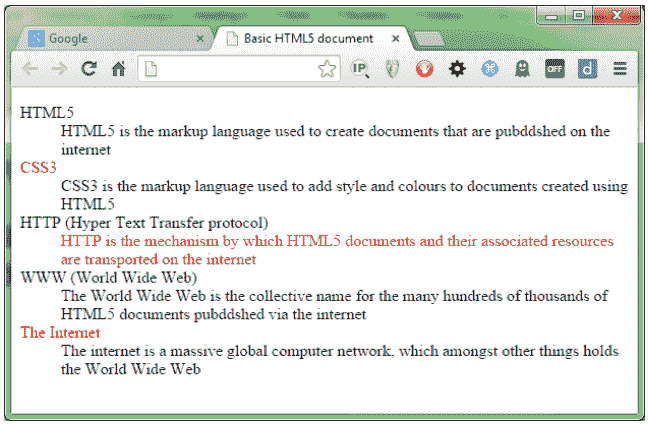 Google
Basic HTML5 document
IP
OFF
d
HTML5
HTML5 is the markup language used to create documents that are pubddshed on the
internet
CSS3
CSS3 is the markup language used to add style and colours to documents created using
HTML5
HTTP (Hyper Text Transfer protocol)
HTTP is the mechanism by which HTML5 documents and their associated resources
are transported on the internet
WWW (World Wide Web)
The World Wide Web is the collective name for the many hundreds of thousands of
HTML5 documents pubddshed via the internet
The Internet
The internet is a massive global computer network, which amongst other things holds
the World Wide Web